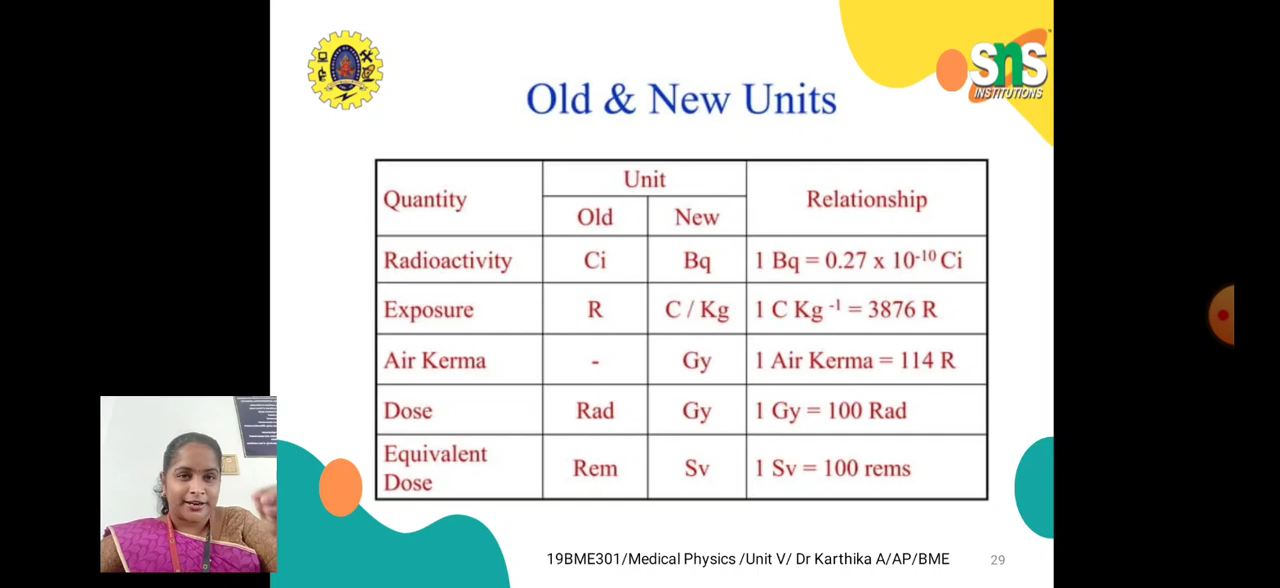 SNS
INSTITUTIONS
Old & New Units
Quantity
Unit
Relationship
Old
New
Radioactivity
Ci
Bq
1 Bq = 0.27 x 10⁻¹⁰ Ci
Exposure
R
C / Kg
1 C Kg ⁻¹ = 3876 R
Air Kerma
-
Gy
1 Air Kerma = 114 R
Dose
Rad
Gy
1 Gy = 100 Rad
Equivalent
Dose
Rem
Sv
1 Sv = 100 rems
19BME301/Medical Physics /Unit V/ Dr Karthika A/AP/BME
29